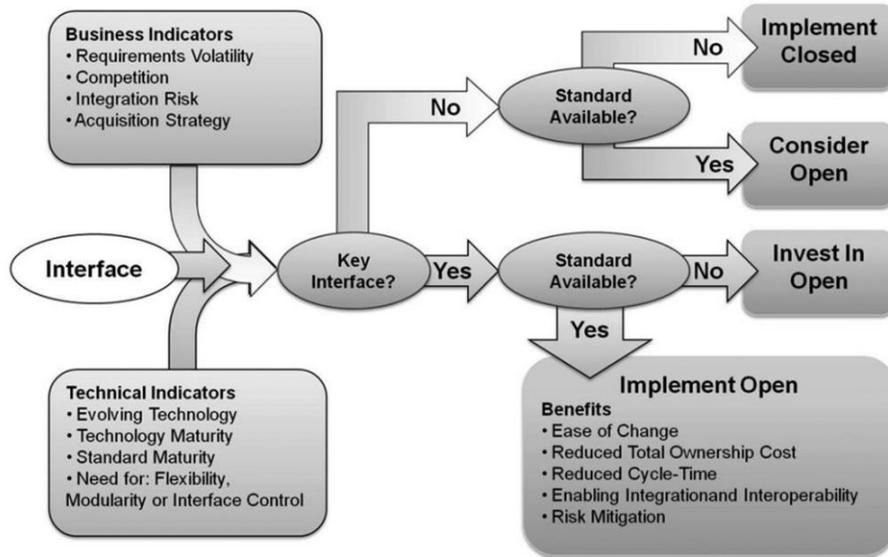 Business Indicators
• Requirements Volatility
• Competition
• Integration Risk
• Acquisition Strategy
No
Standard
Available?
No
Implement
Closed
Yes
Consider
Open
Interface
Key
Interface?
Yes
Standard
Available?
No
Invest In
Open
Yes
Technical Indicators
• Evolving Technology
• Technology Maturity
• Standard Maturity
• Need for: Flexibility,
Modularity or Interface Control
Implement Open
Benefits
• Ease of Change
• Reduced Total Ownership Cost
• Reduced Cycle-Time
• Enabling Integrationand Interoperability
• Risk Mitigation